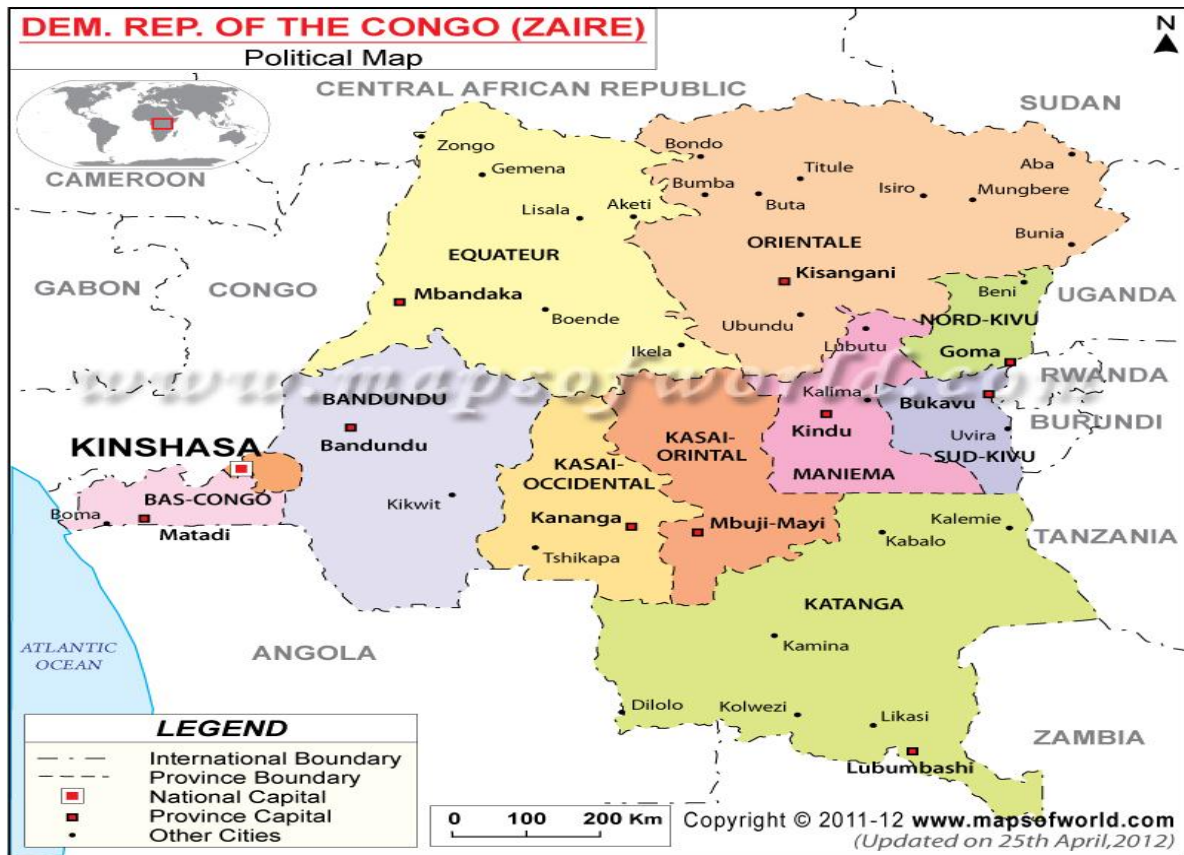 DEM. REP. OF THE CONGO (ZAIRE)
Political Map
N
CENTRAL AFRICAN REPUBLIC
SUDAN
CAMEROON
Zongo
Gemena
Bondo
Titule
Aba
Bumba
Buta
Isiro
Mungbere
Lisala
Aketi
Bunia
EQUATEUR
ORIENTALE
GABON
CONGO
Mbandaka
Kisangani
Beni
UGANDA
Boende
Ubundu
NORD-KIVU
Ikela
Lubutu
Goma
www.mapsofworld.com
RWANDA
BANDUNDU
Kalima
Bukavu
BURUNDI
KINSHASA
Bandundu
KASAI-
ORINTAL
Kindu
Uvira
SUD-KIVU
KASAI-
OCCIDENTAL
MANIEMA
BAS-CONGO
Kikwit
Boma
Matadi
Kananga
Mbuji-Mayi
Kalemie
Kabalo
TANZANIA
Tshikapa
KATANGA
ATLANTIC
OCEAN
ANGOLA
Kamina
Dilolo
Kolwezi
Likasi
ZAMBIA
Lubumbashi
LEGEND
International Boundary
Province Boundary
National Capital
Province Capital
Other Cities
0 100 200 Km
Copyright © 2011-12 www.mapsofworld.com
(Updated on 25th April,2012)